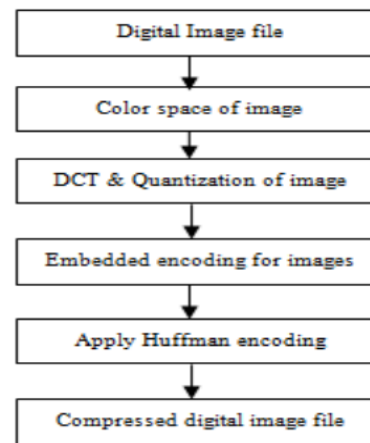 Digital Image file
Color space of image
DCT & Quantization of image
Embedded encoding for images
Apply Huffman encoding
Compressed digital image file